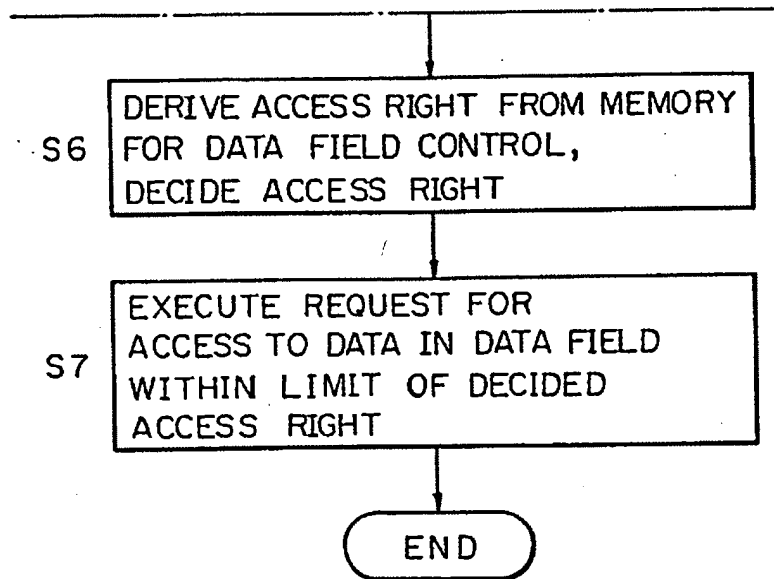 S6
DERIVE ACCESS RIGHT FROM MEMORY
FOR DATA FIELD CONTROL,
DECIDE ACCESS RIGHT
S7
EXECUTE REQUEST FOR
ACCESS TO DATA IN DATA FIELD
WITHIN LIMIT OF DECIDED
ACCESS RIGHT
END